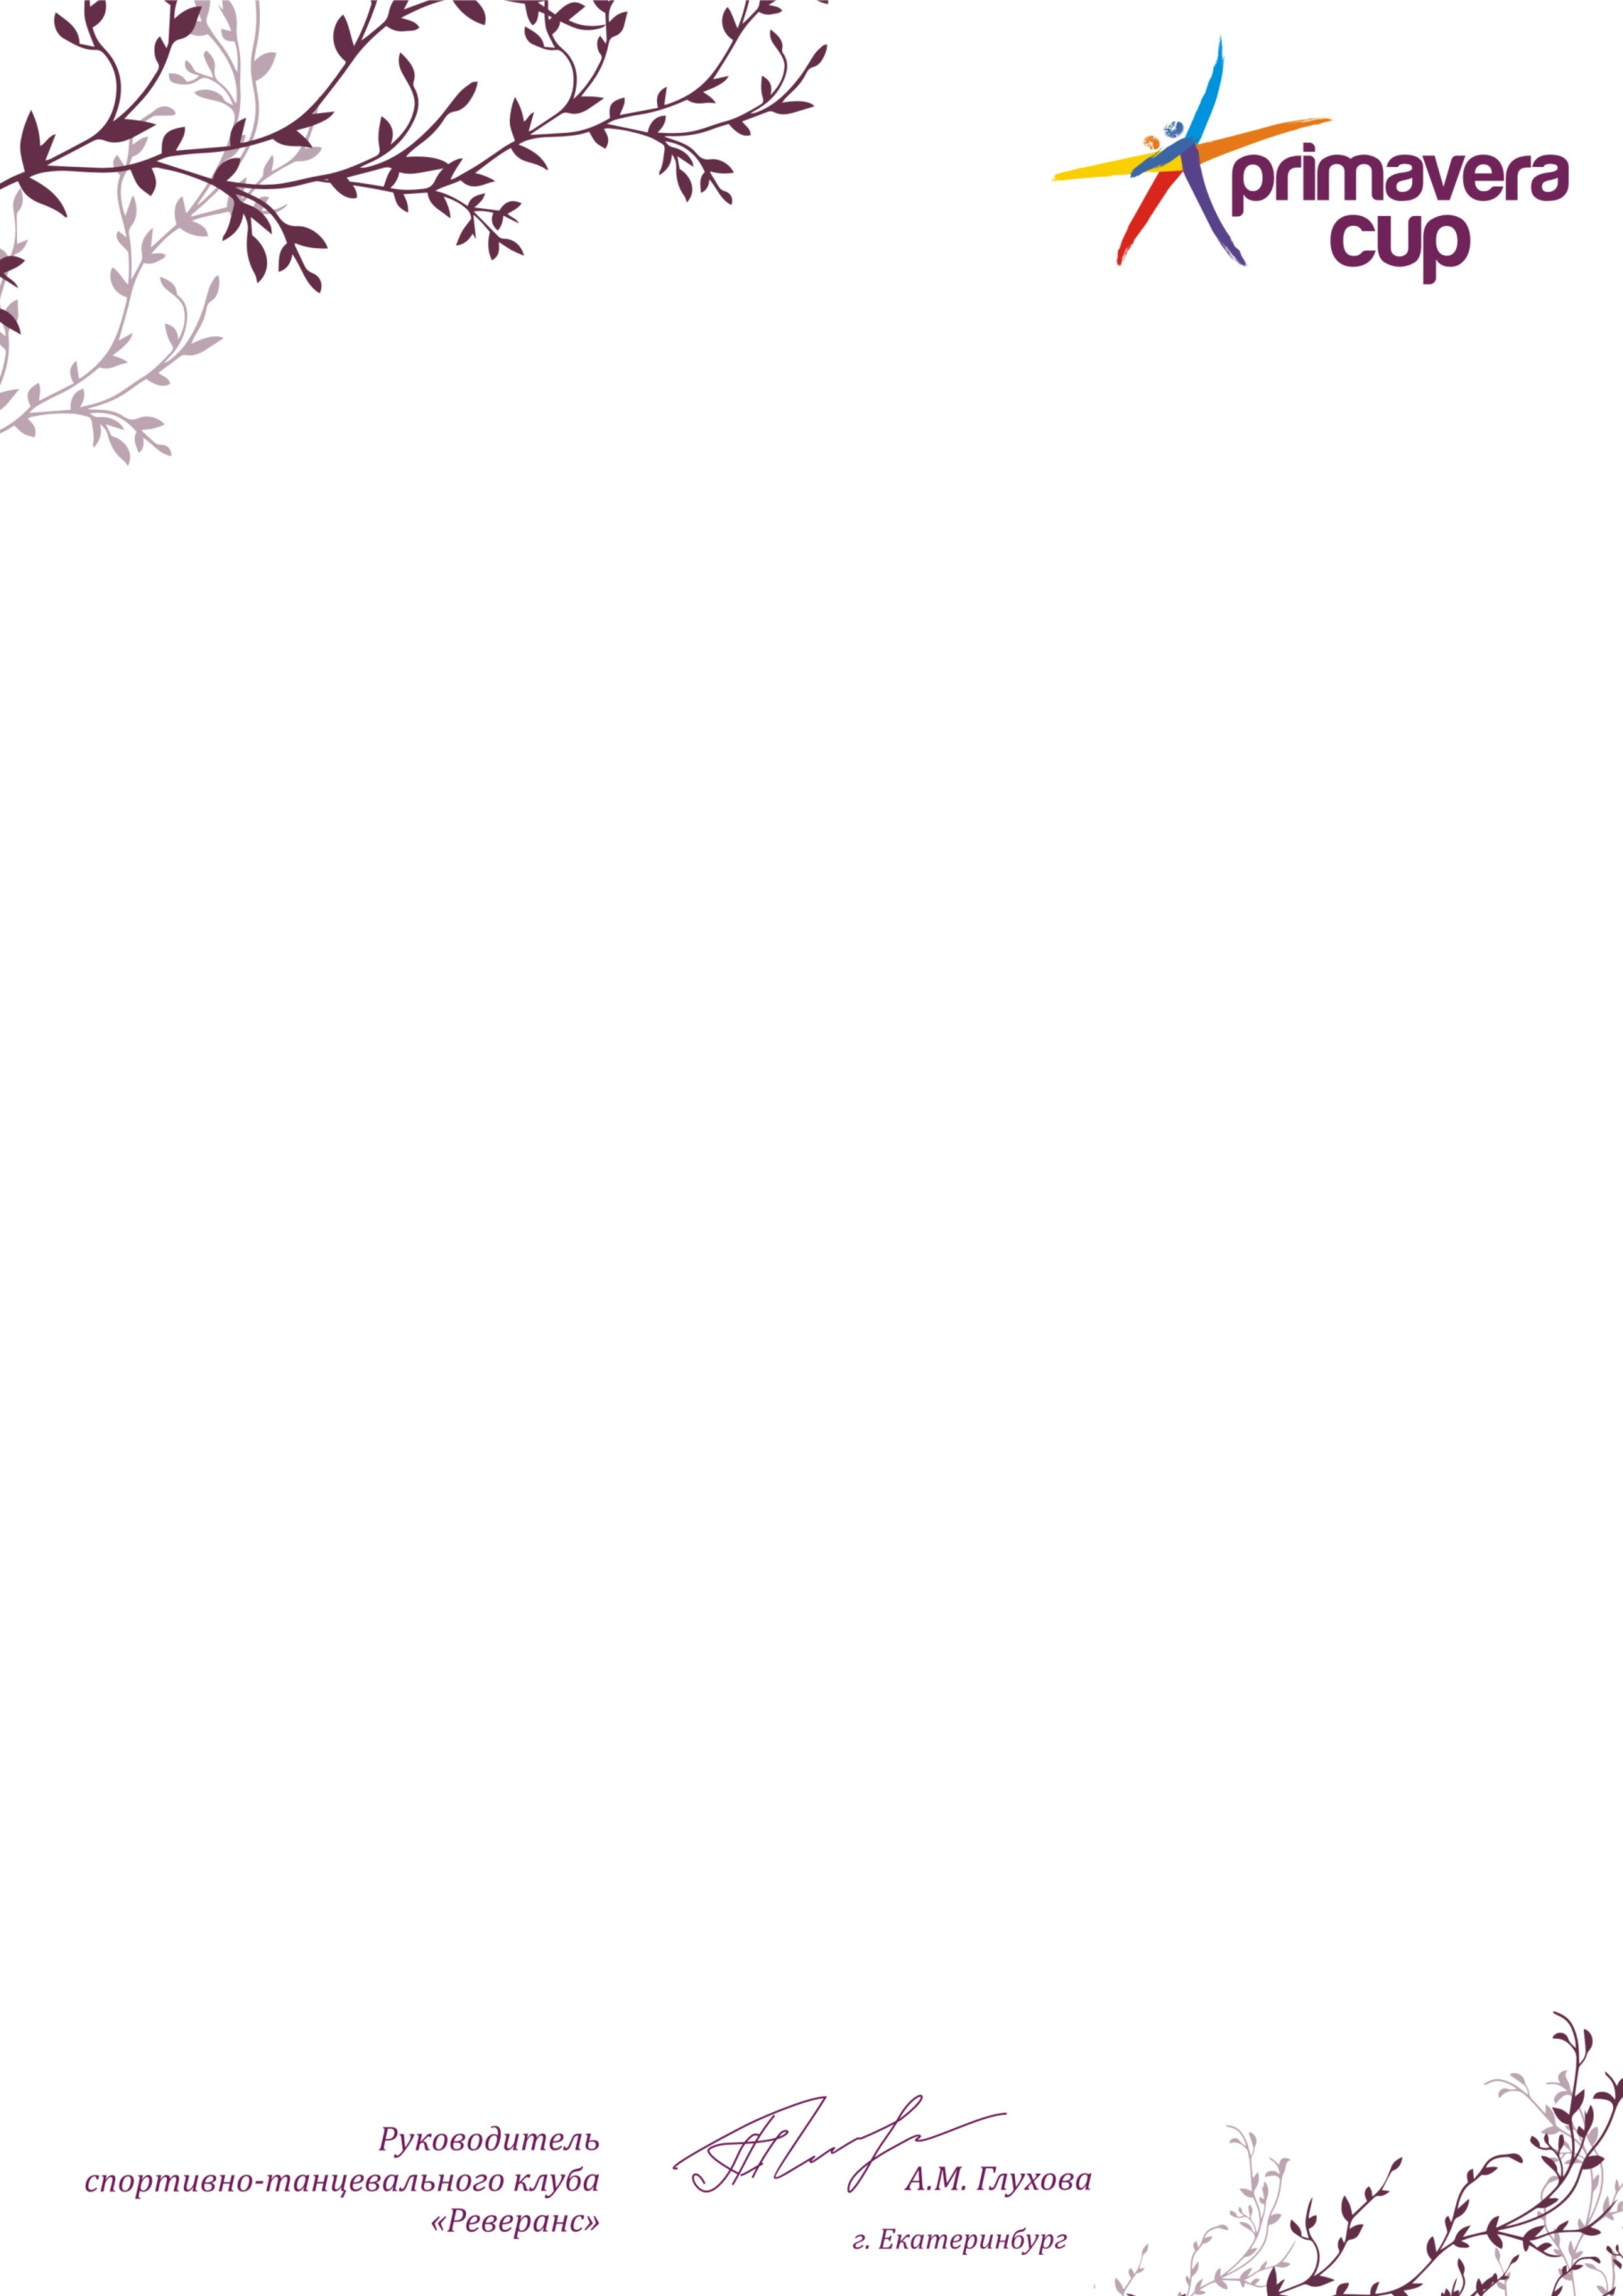 primavera
cup
Руководитель
спортивно-танцевального клуба
«Реверанс»
А.М. Глухова
г. Екатеринбург